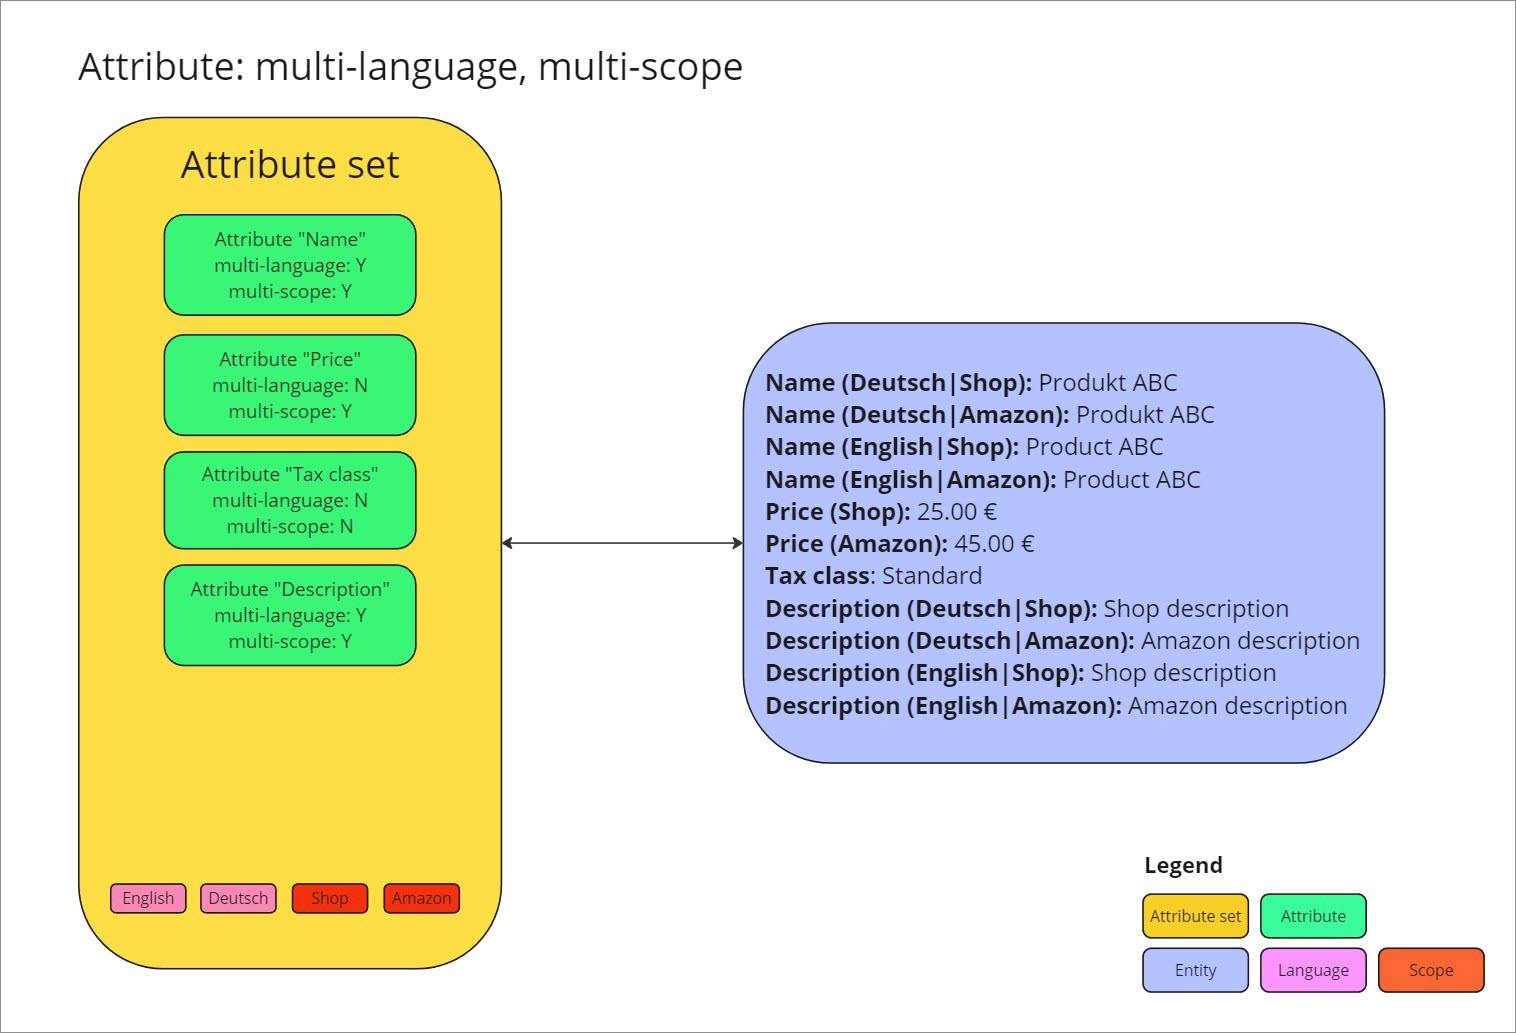 Attribute: multi-language, multi-scope
Attribute set
Attribute "Name"
multi-language: Y
multi-scope: Y
Attribute "Price"
multi-language: N
multi-scope: Y
Attribute "Tax class"
multi-language: N
multi-scope: N
Attribute "Description"
multi-language: Y
multi-scope: Y
English Deutsch Shop Amazon
Name (Deutsch|Shop): Produkt ABC
Name (Deutsch|Amazon): Produkt ABC
Name (English|Shop): Product ABC
Name (English|Amazon): Product ABC
Price (Shop): 25.00 €
Price (Amazon): 45.00 €
Tax class: Standard
Description (Deutsch|Shop): Shop description
Description (Deutsch|Amazon): Amazon description
Description (English|Shop): Shop description
Description (English|Amazon): Amazon description
Legend
Attribute set Attribute
Entity Language Scope